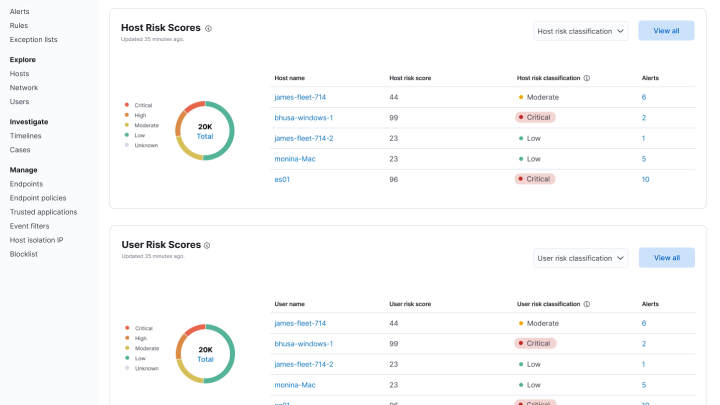 Alerts
Rules
Exception lists
Explore
Hosts
Network
Users
Investigate
Timelines
Cases
Manage
Endpoints
Endpoint policies
Trusted applications
Event filters
Host isolation IP
Blocklist
Host Risk Scores
Updated 35 minutes ago.
Host risk classification
View all
Critical
High
Moderate
Low
Unknown
20K
Total
Host name Host risk score Host risk classification Alerts
james-fleet-714 44 Moderate 6
bhusa-windows-1 99 Critical 2
james-fleet-714-2 23 Low 1
monina-Mac 23 Low 5
es01 96 Critical 10
User Risk Scores
Updated 35 minutes ago.
User risk classification
View all
Critical
High
Moderate
Low
Unknown
20K
Total
User name User risk score User risk classification Alerts
james-fleet-714 44 Moderate 6
bhusa-windows-1 99 Critical 2
james-fleet-714-2 23 Low 1
monina-Mac 23 Low 5
es01 96 Critical 10